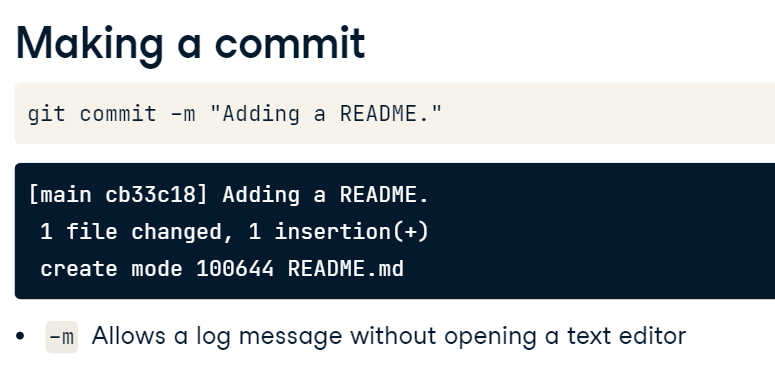 Making a commit
git commit -m "Adding a README."
[main cb33c18] Adding a README.
 1 file changed, 1 insertion(+)
 create mode 100644 README.md
• -m Allows a log message without opening a text editor